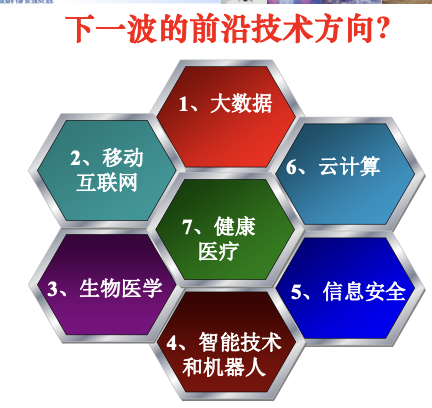 ACADEMY OF SCIENCES
下一波的前沿技术方向?
1、大数据
2、移动
互联网
6、云计算
7、健康
医疗
3、生物医学
5、信息安全
4、智能技术
和机器人